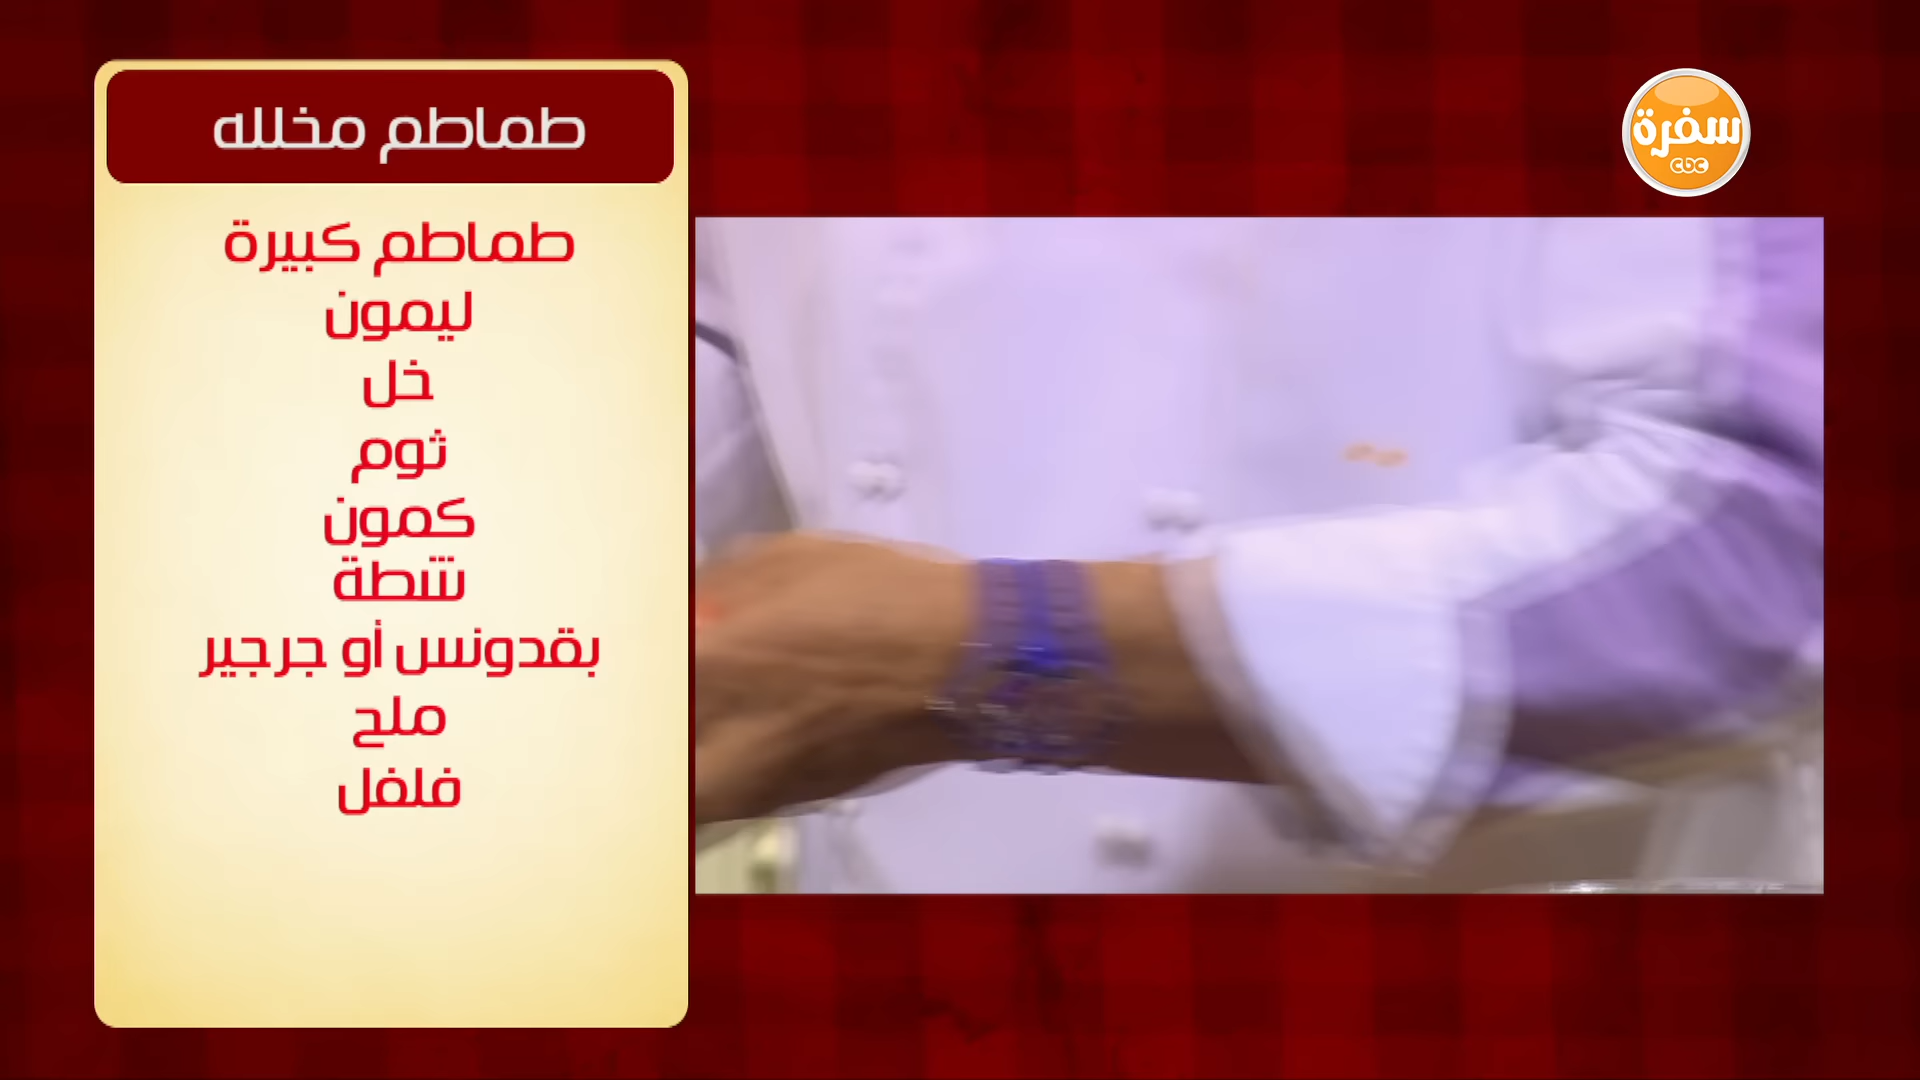 طماطم مخلله
طماطم كبيرة
ليمون
خل
ثوم
كمون
شطة
بقدونس أو جرجير
ملح
فلفل
سفرة
cbc